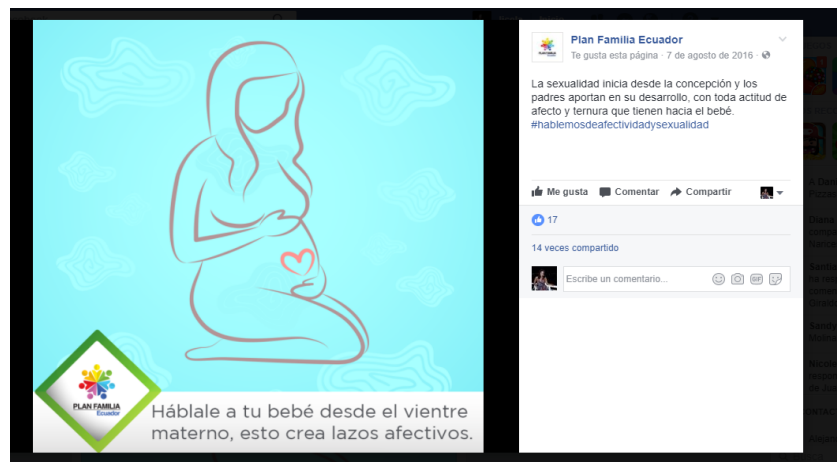 Plan Familia Ecuador
Te gusta esta página · 7 de agosto de 2016 ·
La sexualidad inicia desde la concepción y los
padres aportan en su desarrollo, con toda actitud de
afecto y ternura que tienen hacia el bebé.
#hablemosdeafectividadysexualidad
Me gusta Comentar Compartir
17
14 veces compartido
Escribe un comentario...
GIF
PLAN FAMILIA
Ecuador
Háblale a tu bebé desde el vientre
materno, esto crea lazos afectivos.